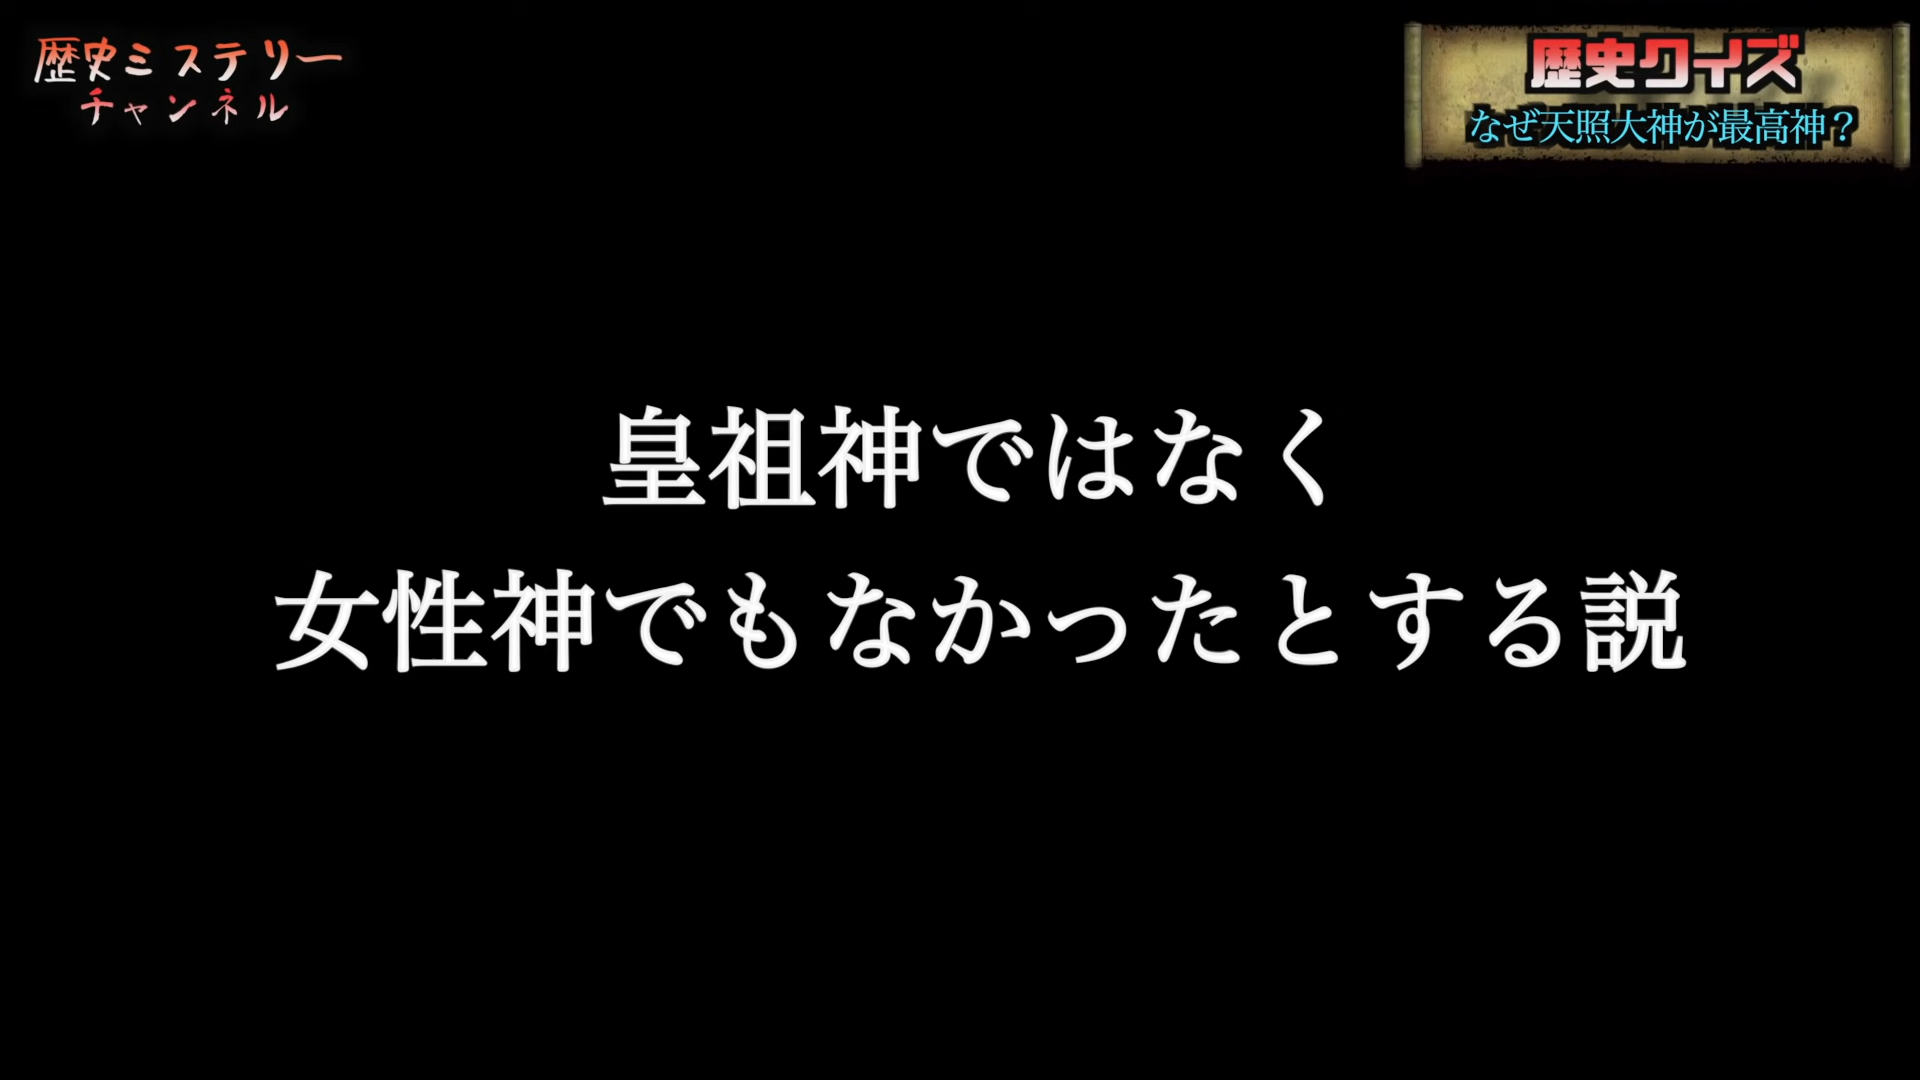 歴史ミステリー
チャンネル
歴史クイズ
なぜ天照大神が最高神？
皇祖神ではなく
女性神でもなかったとする説